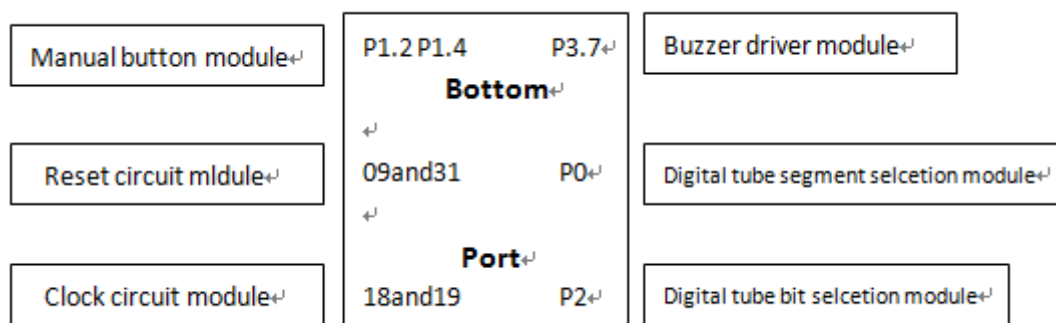 Manual button module↵
P1.2 P1.4 P3.7↵
Bottom↵
↵
09and31 P0↵
↵
Port↵
18and19 P2↵
Reset circuit mldule↵
Clock circuit module↵
Buzzer driver module↵
Digital tube segment selcetion module↵
Digital tube bit selcetion module↵